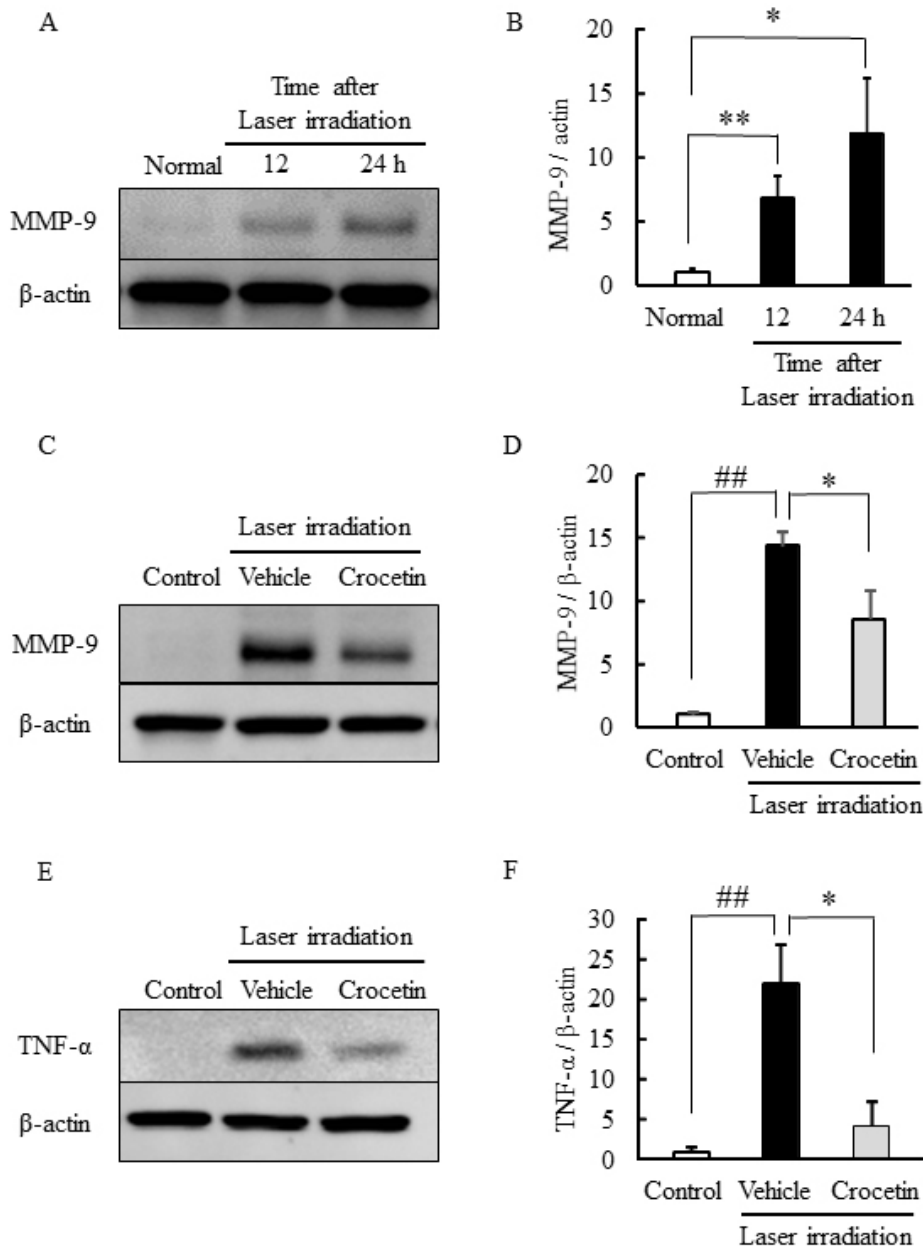 A
Time after
Laser irradiation
Normal 12 24 h
MMP-9
β-actin
B
20
15
10
5
0
MMP-9 / actin
*
**
Normal 12 24 h
Time after
Laser irradiation
C
Laser irradiation
Control Vehicle Crocetin
MMP-9
β-actin
D
20
15
10
5
0
MMP-9 / β-actin
## *
Control Vehicle Crocetin
Laser irradiation
E
Laser irradiation
Control Vehicle Crocetin
TNF-α
β-actin
F
30
25
20
15
10
5
0
TNF-α / β-actin
## *
Control Vehicle Crocetin
Laser irradiation